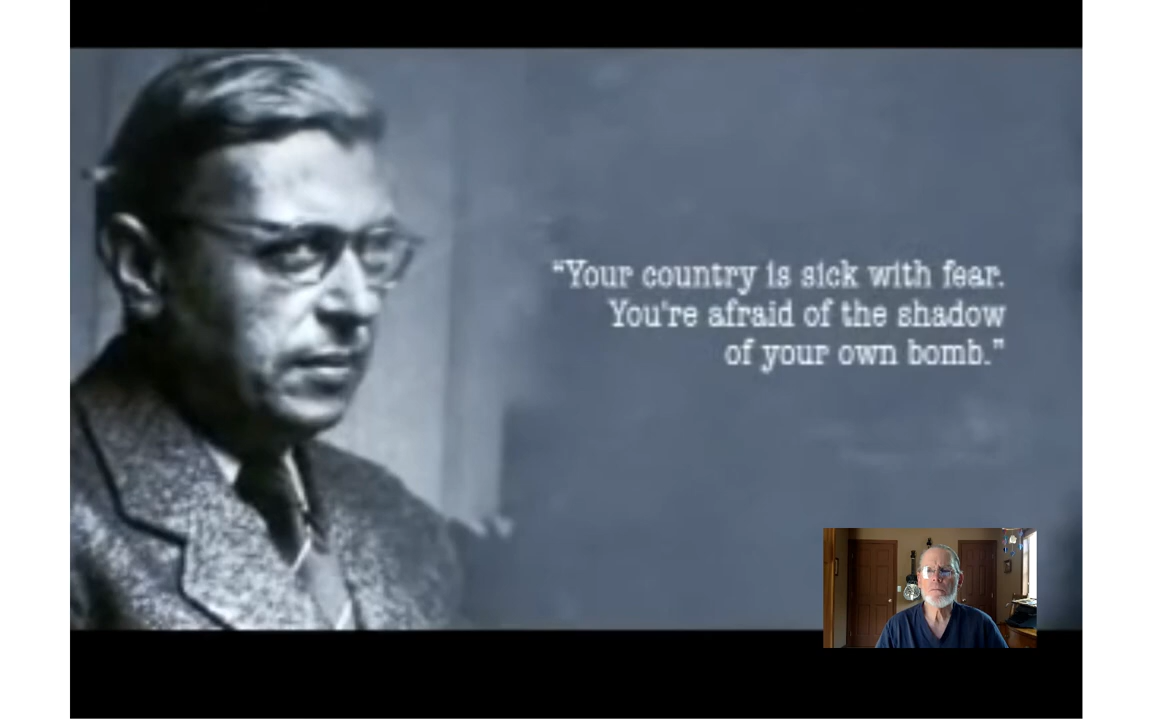 “Your country is sick with fear.
You're afraid of the shadow
of your own bomb.”